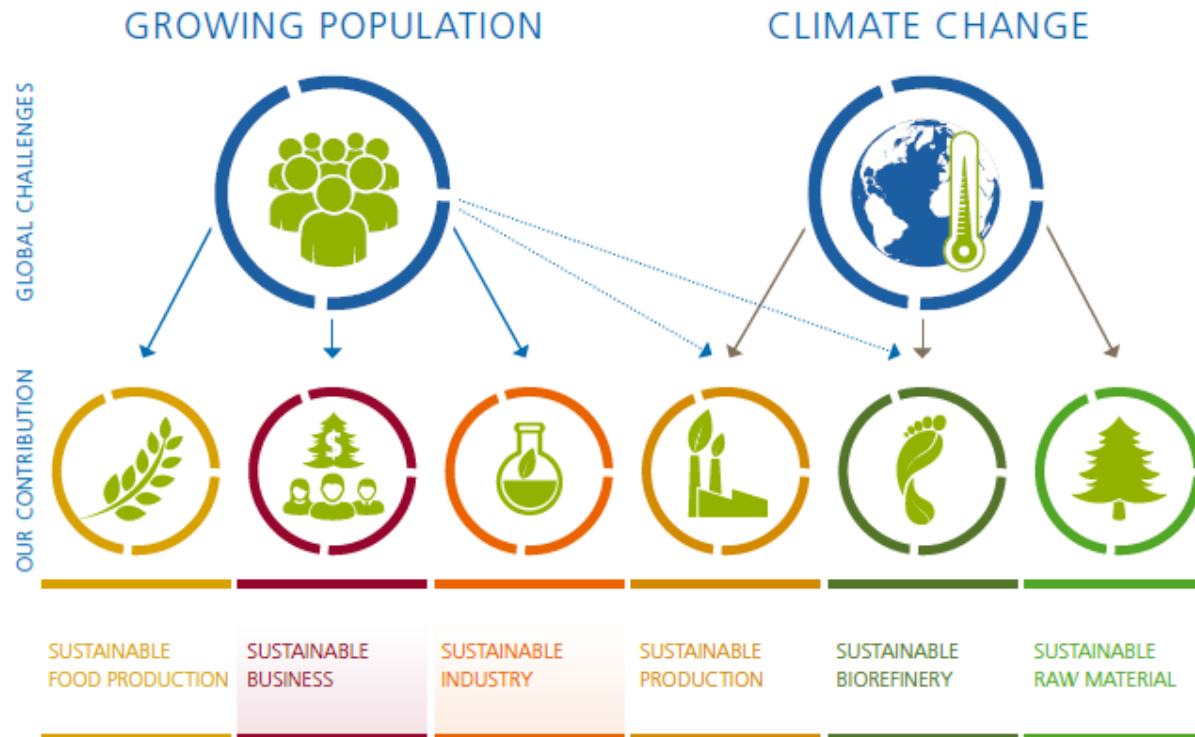 GROWING POPULATION
CLIMATE CHANGE
GLOBAL CHALLENGES
OUR CONTRIBUTION
$
SUSTAINABLE
FOOD PRODUCTION
SUSTAINABLE
BUSINESS
SUSTAINABLE
INDUSTRY
SUSTAINABLE
PRODUCTION
SUSTAINABLE
BIOREFINERY
SUSTAINABLE
RAW MATERIAL